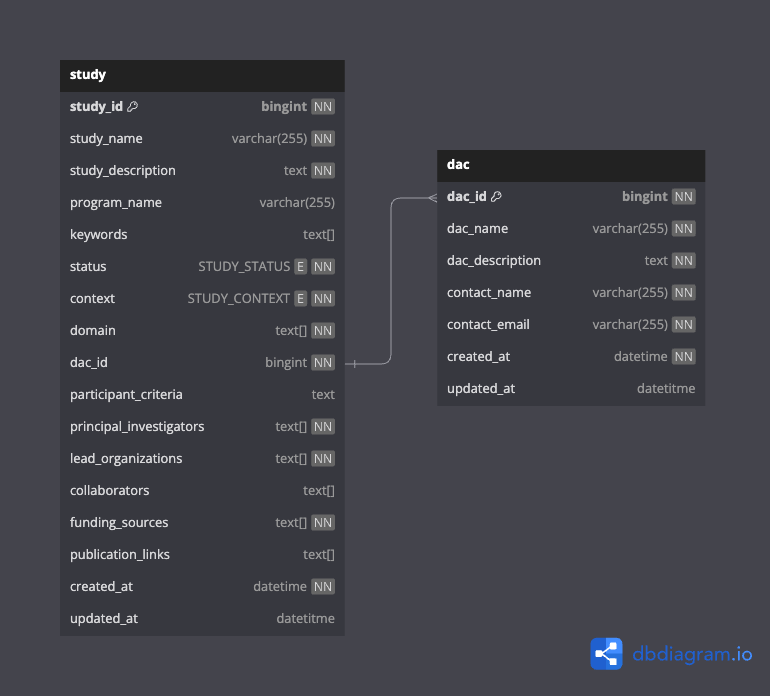 study
study_id bingint NN
study_name varchar(255) NN
study_description text NN
program_name varchar(255)
keywords text[]
status STUDY_STATUS E NN
context STUDY_CONTEXT E NN
domain text[] NN
dac_id bingint NN
participant_criteria text
principal_investigators text[] NN
lead_organizations text[] NN
collaborators text[]
funding_sources text[] NN
publication_links text[]
created_at datetime NN
updated_at datetitme
dac
dac_id bingint NN
dac_name varchar(255) NN
dac_description text NN
contact_name varchar(255) NN
contact_email varchar(255) NN
created_at datetime NN
updated_at datetitme
dbdiagram.io